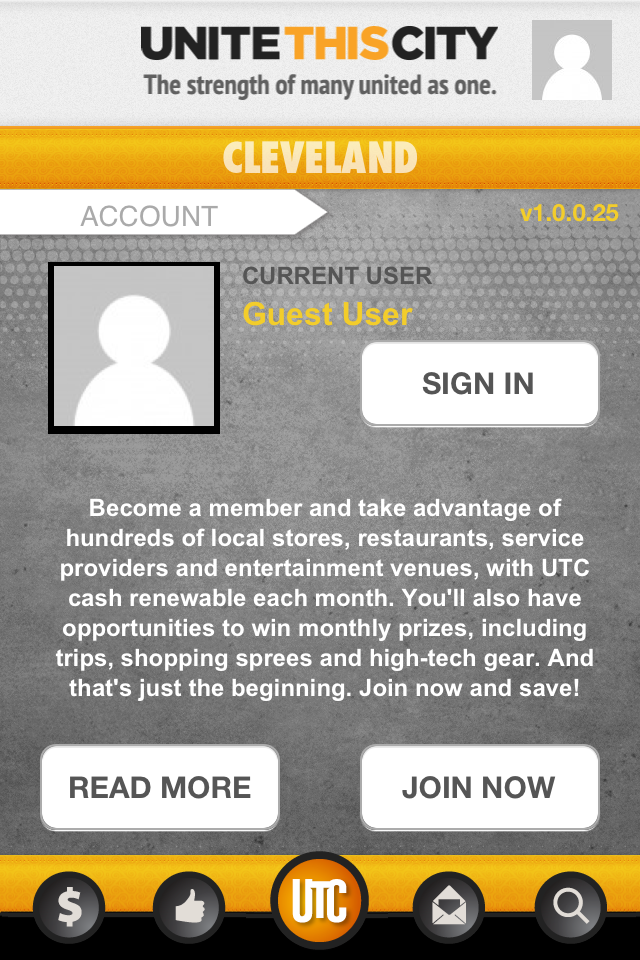 UNITETHISCITY
The strength of many united as one.
CLEVELAND
ACCOUNT
v1.0.0.25
CURRENT USER
Guest User
SIGN IN
Become a member and take advantage of
hundreds of local stores, restaurants, service
providers and entertainment venues, with UTC
cash renewable each month. You'll also have
opportunities to win monthly prizes, including
trips, shopping sprees and high-tech gear. And
that's just the beginning. Join now and save!
READ MORE
JOIN NOW
$
UTC